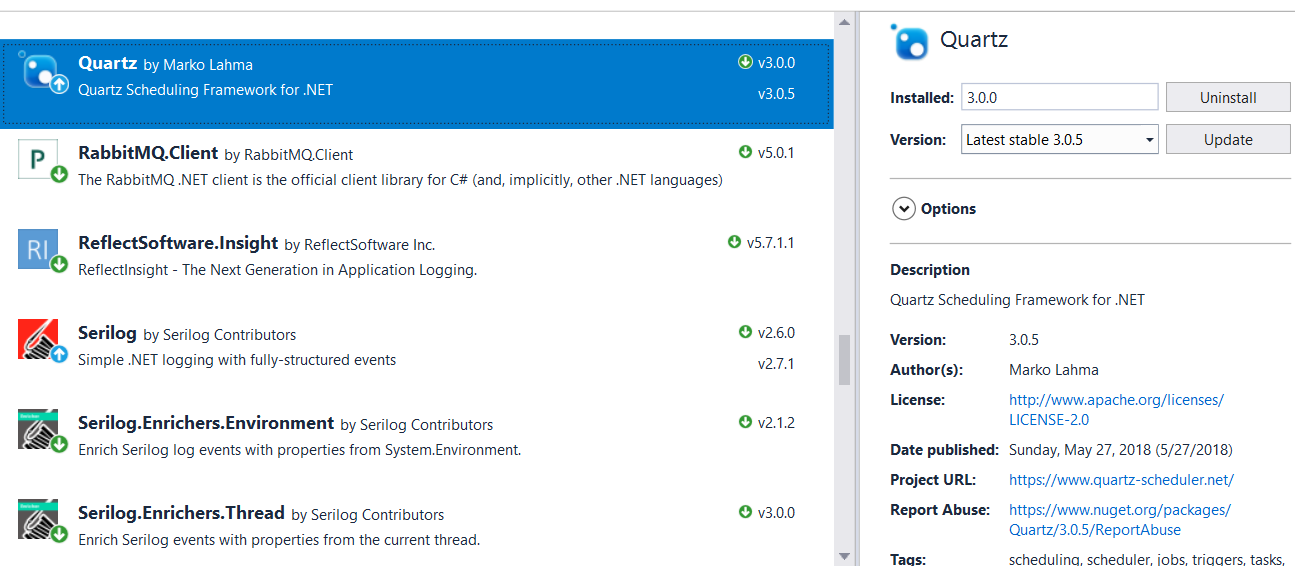 Quartz by Marko Lahma v3.0.0
Quartz Scheduling Framework for .NET v3.0.5
P RabbitMQ.Client by RabbitMQ.Client v5.0.1
The RabbitMQ .NET client is the official client library for C# (and, implicitly, other .NET languages)
RI ReflectSoftware.Insight by ReflectSoftware Inc. v5.7.1.1
ReflectInsight - The Next Generation in Application Logging.
Serilog by Serilog Contributors v2.6.0
Simple .NET logging with fully-structured events v2.7.1
Serilog.Enrichers.Environment by Serilog Contributors v2.1.2
Enrich Serilog log events with properties from System.Environment.
Serilog.Enrichers.Thread by Serilog Contributors v3.0.0
Enrich Serilog events with properties from the current thread.
Quartz
Installed: 3.0.0 Uninstall
Version: Latest stable 3.0.5 Update
Options
Description
Quartz Scheduling Framework for .NET
Version: 3.0.5
Author(s): Marko Lahma
License: http://www.apache.org/licenses/
LICENSE-2.0
Date published: Sunday, May 27, 2018 (5/27/2018)
Project URL: https://www.quartz-scheduler.net/
Report Abuse: https://www.nuget.org/packages/
Quartz/3.0.5/ReportAbuse
Tags: scheduling, scheduler, jobs, triggers, tasks,